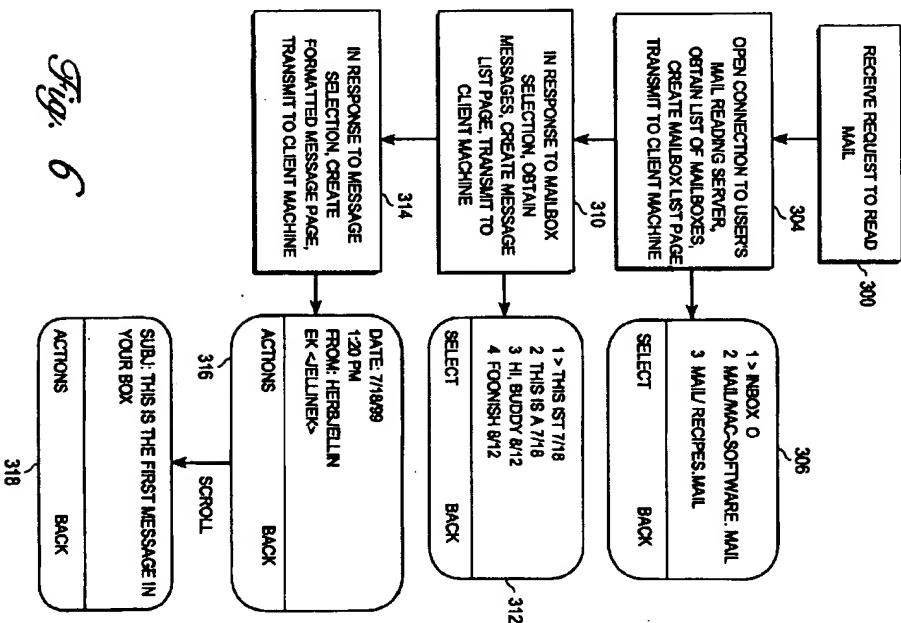 RECEIVE REQUEST TO READ
MAIL
300
OPEN CONNECTION TO USER'S
MAIL READING SERVER,
OBTAIN LIST OF MAILBOXES,
CREATE MAILBOX LIST PAGE
TRANSMIT TO CLIENT MACHINE
304
1 > INBOX O
2 MAIL/MAC-SOFTWARE. MAIL
3 MAIL/ RECIPES.MAIL
SELECT BACK
306
IN RESPONSE TO MAILBOX
SELECTION, OBTAIN
MESSAGES, CREATE MESSAGE
LIST PAGE, TRANSMIT TO
CLIENT MACHINE
310
1 > THIS IST 7/18
2 THIS IS A 7/18
3 HI, BUDDY 8/12
4 FOONISH 8/12
SELECT BACK
312
IN RESPONSE TO MESSAGE
SELECTION, CREATE
FORMATTED MESSAGE PAGE,
TRANSMIT TO CLIENT MACHINE
314
DATE: 7/18/99
1:20 PM
FROM: HERBJELLIN
EK <JELLINEK>
ACTIONS BACK
316
SCROLL
SUBJ: THIS IS THE FIRST MESSAGE IN
YOUR BOX
ACTIONS BACK
318
Fig. 6